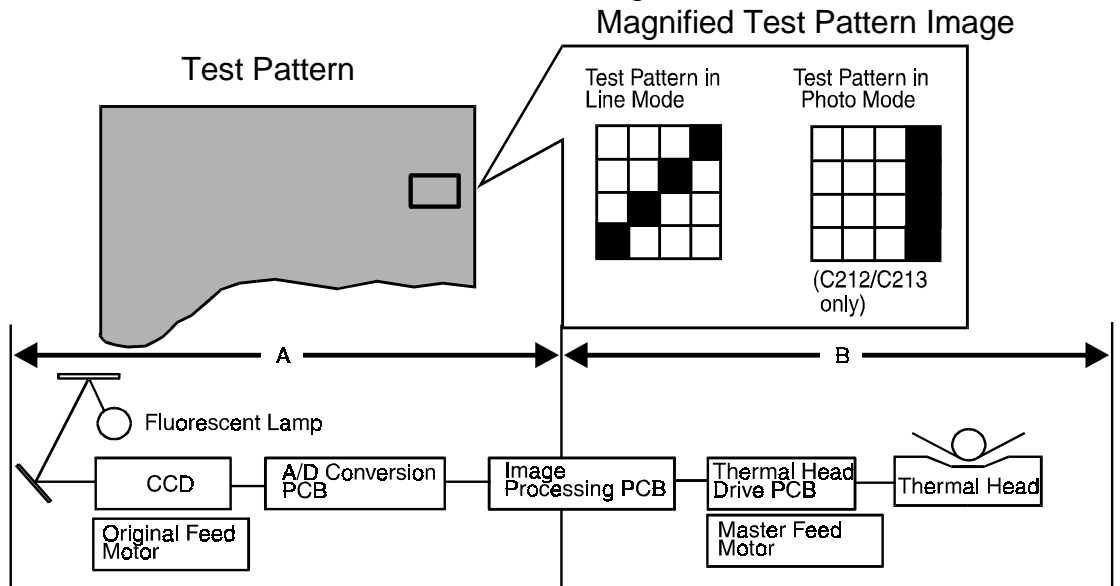 Magnified Test Pattern Image
Test Pattern
Test Pattern in
Line Mode
Test Pattern in
Photo Mode
(C212/C213
only)
A
B
Fluorescent Lamp
CCD
A/D Conversion
PCB
Image
Processing PCB
Thermal Head
Drive PCB
Thermal Head
Original Feed
Motor
Master Feed
Motor